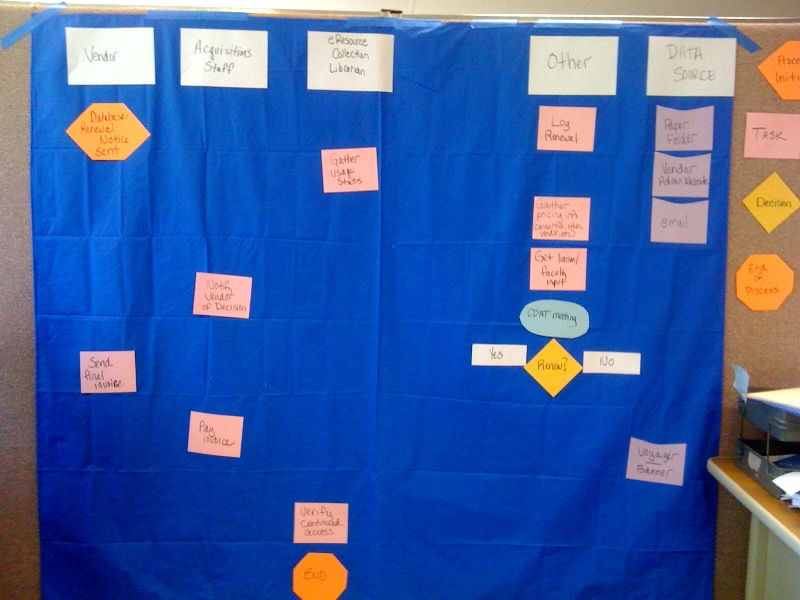 Vendor
Acquisitions
Staff
eResource
Collection
Librarian
Other
DATA
SOURCE
Database
Renewal
Notice
sent
Gather
Usage
Stats
Log
Renewal
Paper
Folder
Vendor
Admin Website
email
Gather
pricing info
Get liaison/
faculty
input
Notify
Vendor
of Decision
CDAT meeting
Yes
Renew?
No
Send
final
invoice
Pay
invoice
Voyager
Banner
Verify
Continued
access
END
TASK
Decision
End
of
Process